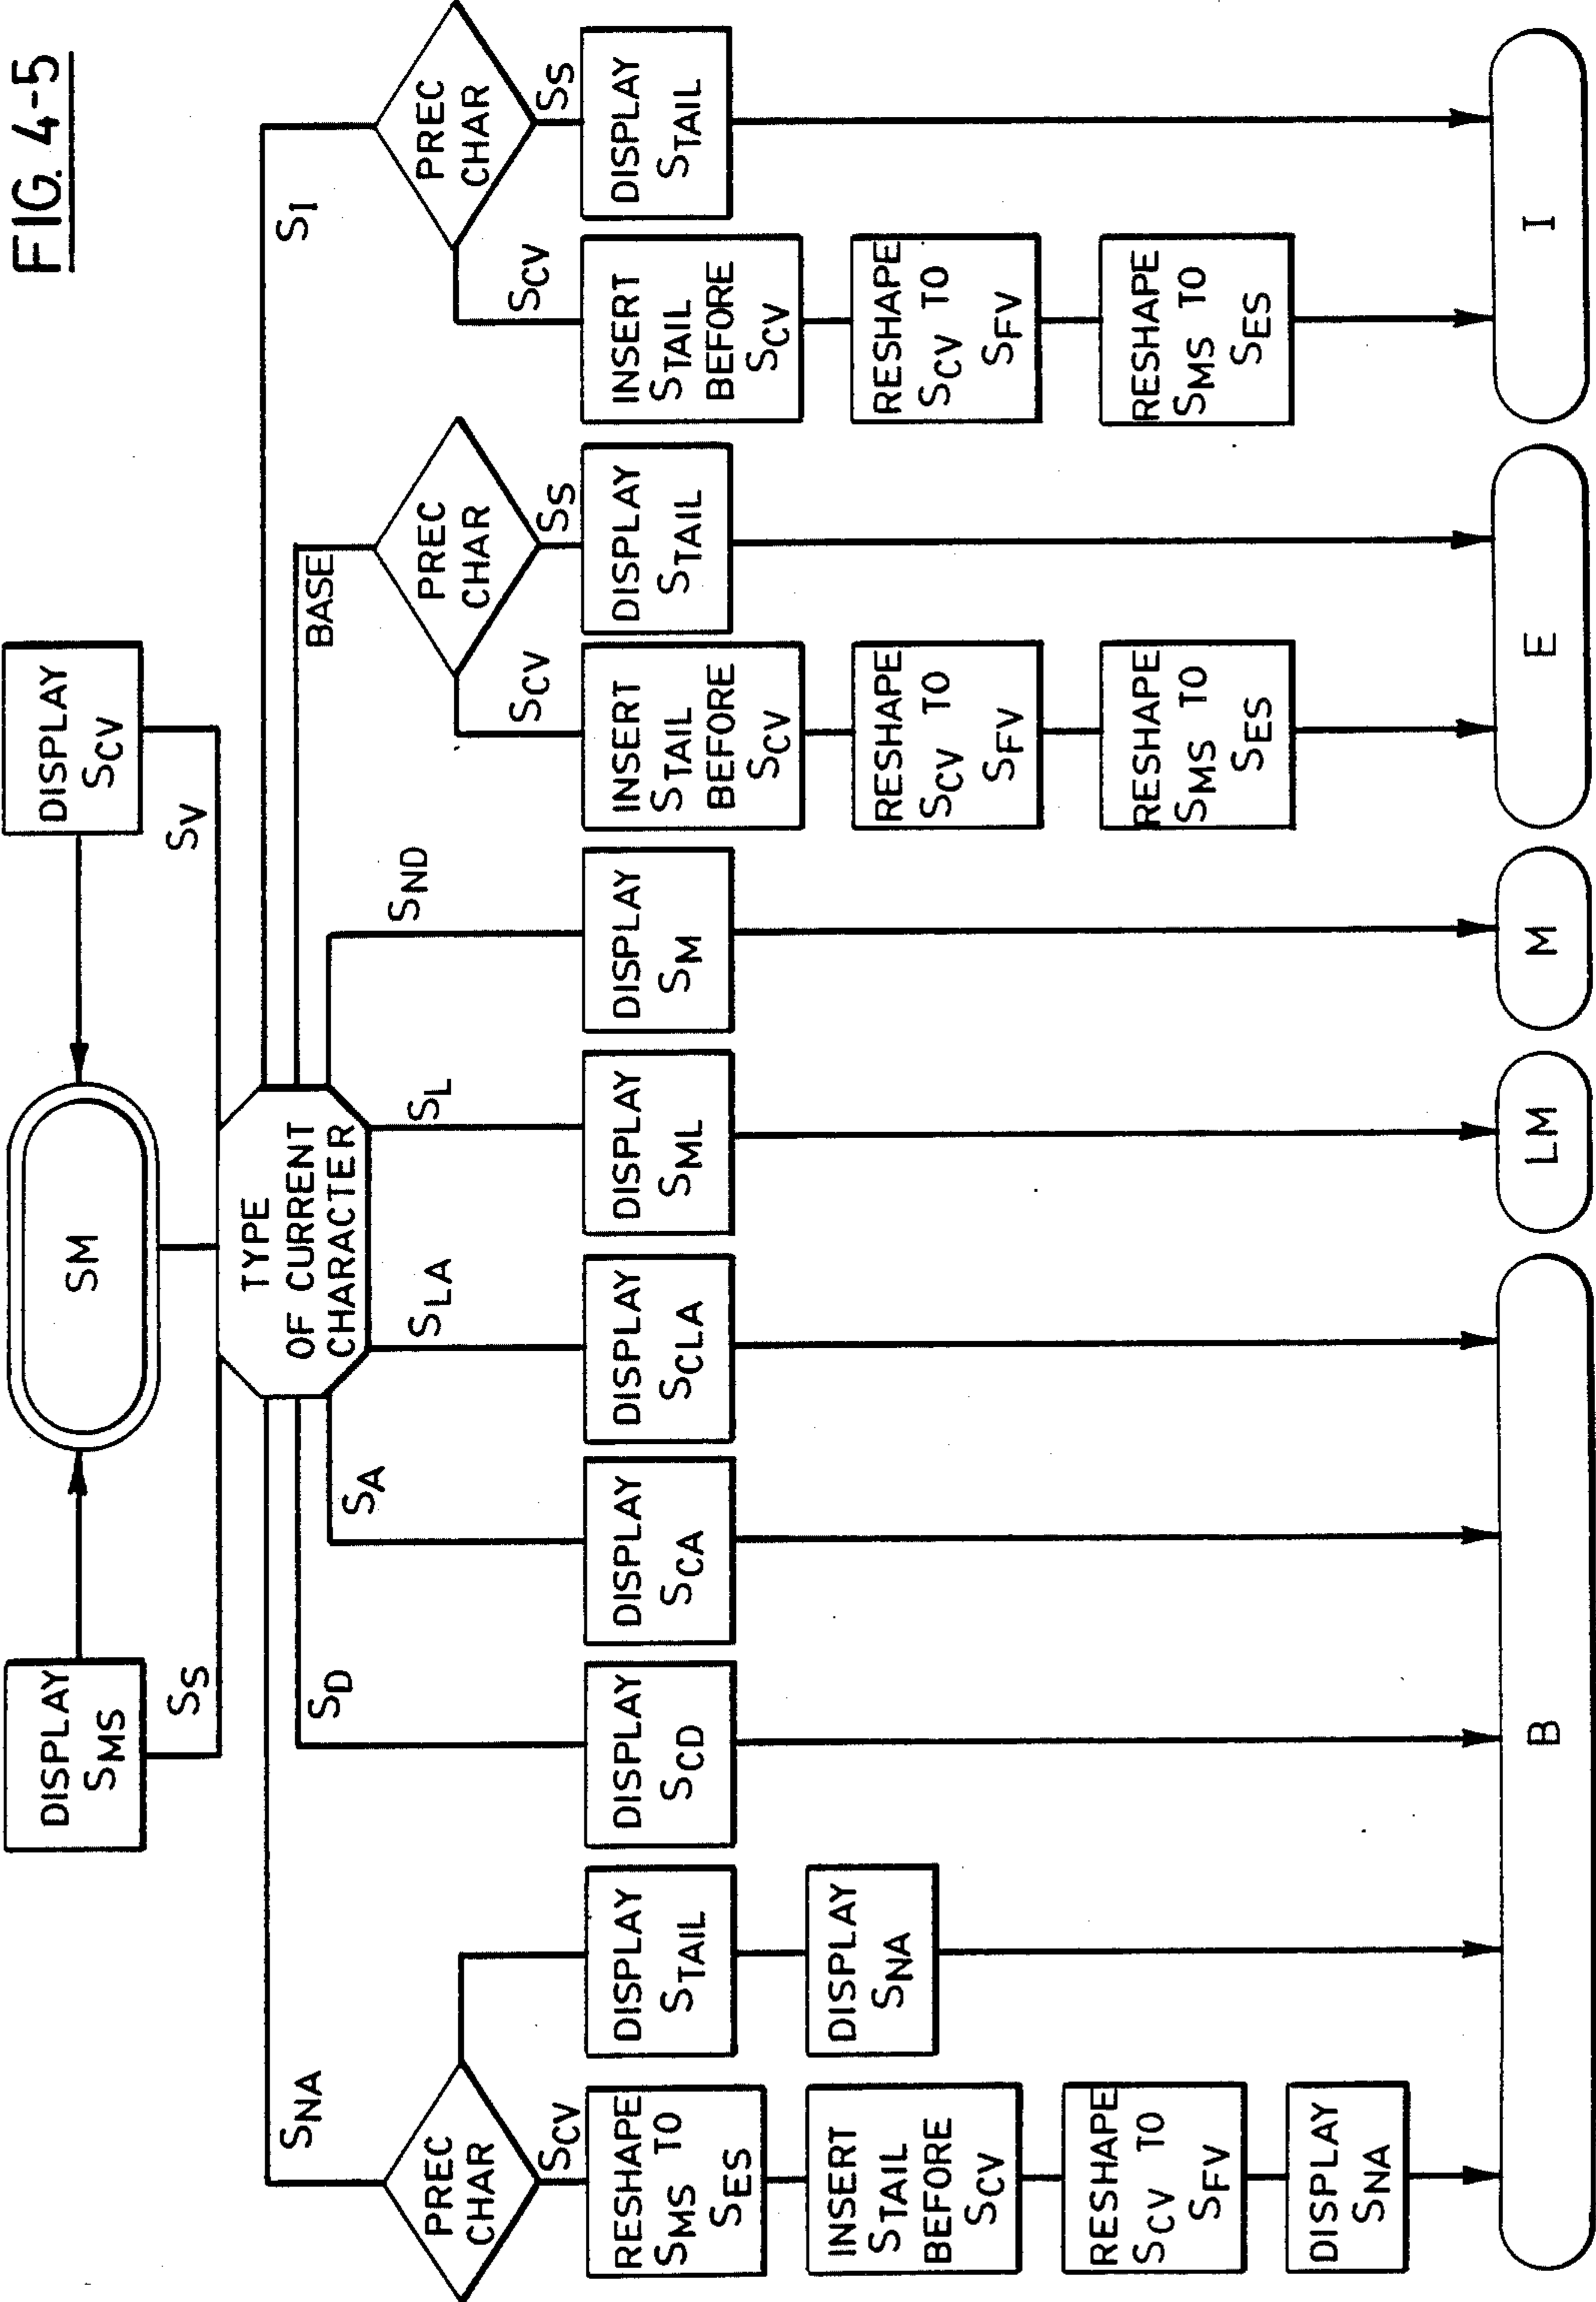 FIG. 4-5
DISPLAY
SMS
SM
DISPLAY
SCV
SS
SV
TYPE
OF CURRENT
CHARACTER
SNA
SD
SA
SLA
SL
SND
BASE
SI
PREC
CHAR
SCV
RESHAPE
SMS TO
SES
INSERT
STAIL
BEFORE
SCV
RESHAPE
SCV TO
SFV
DISPLAY
SNA
DISPLAY
STAIL
DISPLAY
SNA
DISPLAY
SCD
DISPLAY
SCA
DISPLAY
SCLA
DISPLAY
SML
DISPLAY
SM
PREC
CHAR
SCV
SS
INSERT
STAIL
BEFORE
SCV
RESHAPE
SCV TO
SFV
RESHAPE
SMS TO
SES
DISPLAY
STAIL
PREC
CHAR
SCV
SS
INSERT
STAIL
BEFORE
SCV
RESHAPE
SCV TO
SFV
RESHAPE
SMS TO
SES
DISPLAY
STAIL
B
LM
M
E
I